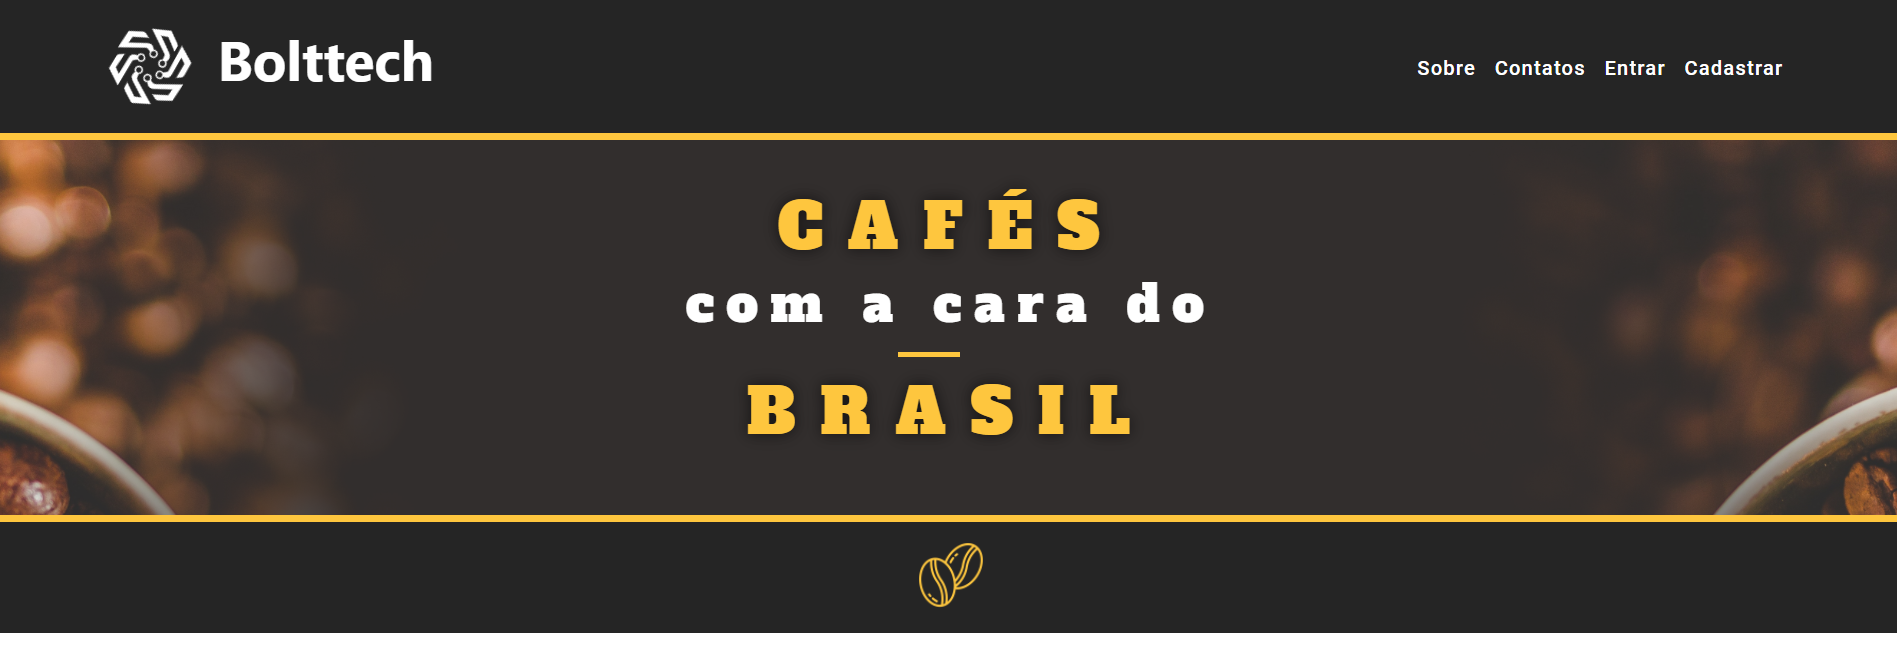 Bolttech
Sobre Contatos Entrar Cadastrar
CAFÉS
com a cara do
BRASIL